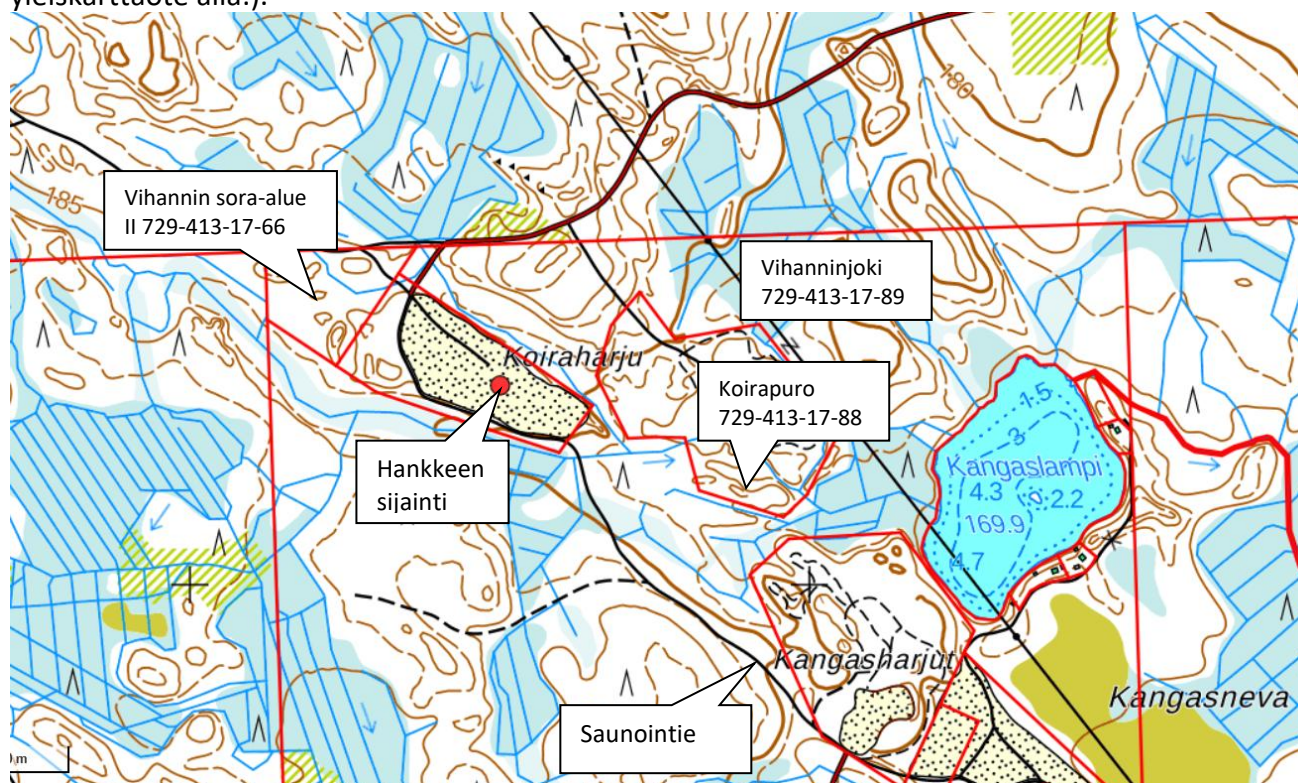 180
185
Vihannin sora-alue
II 729-413-17-66
Vihanninjoki
729-413-17-89
Koiraharju
Koirapuro
729-413-17-88
1.5
3
Kangaslampi
4.3
2.2
169.9
4.7
Hankkeen
sijainti
Kangasharjut
Kangasneva
Saunointie
m